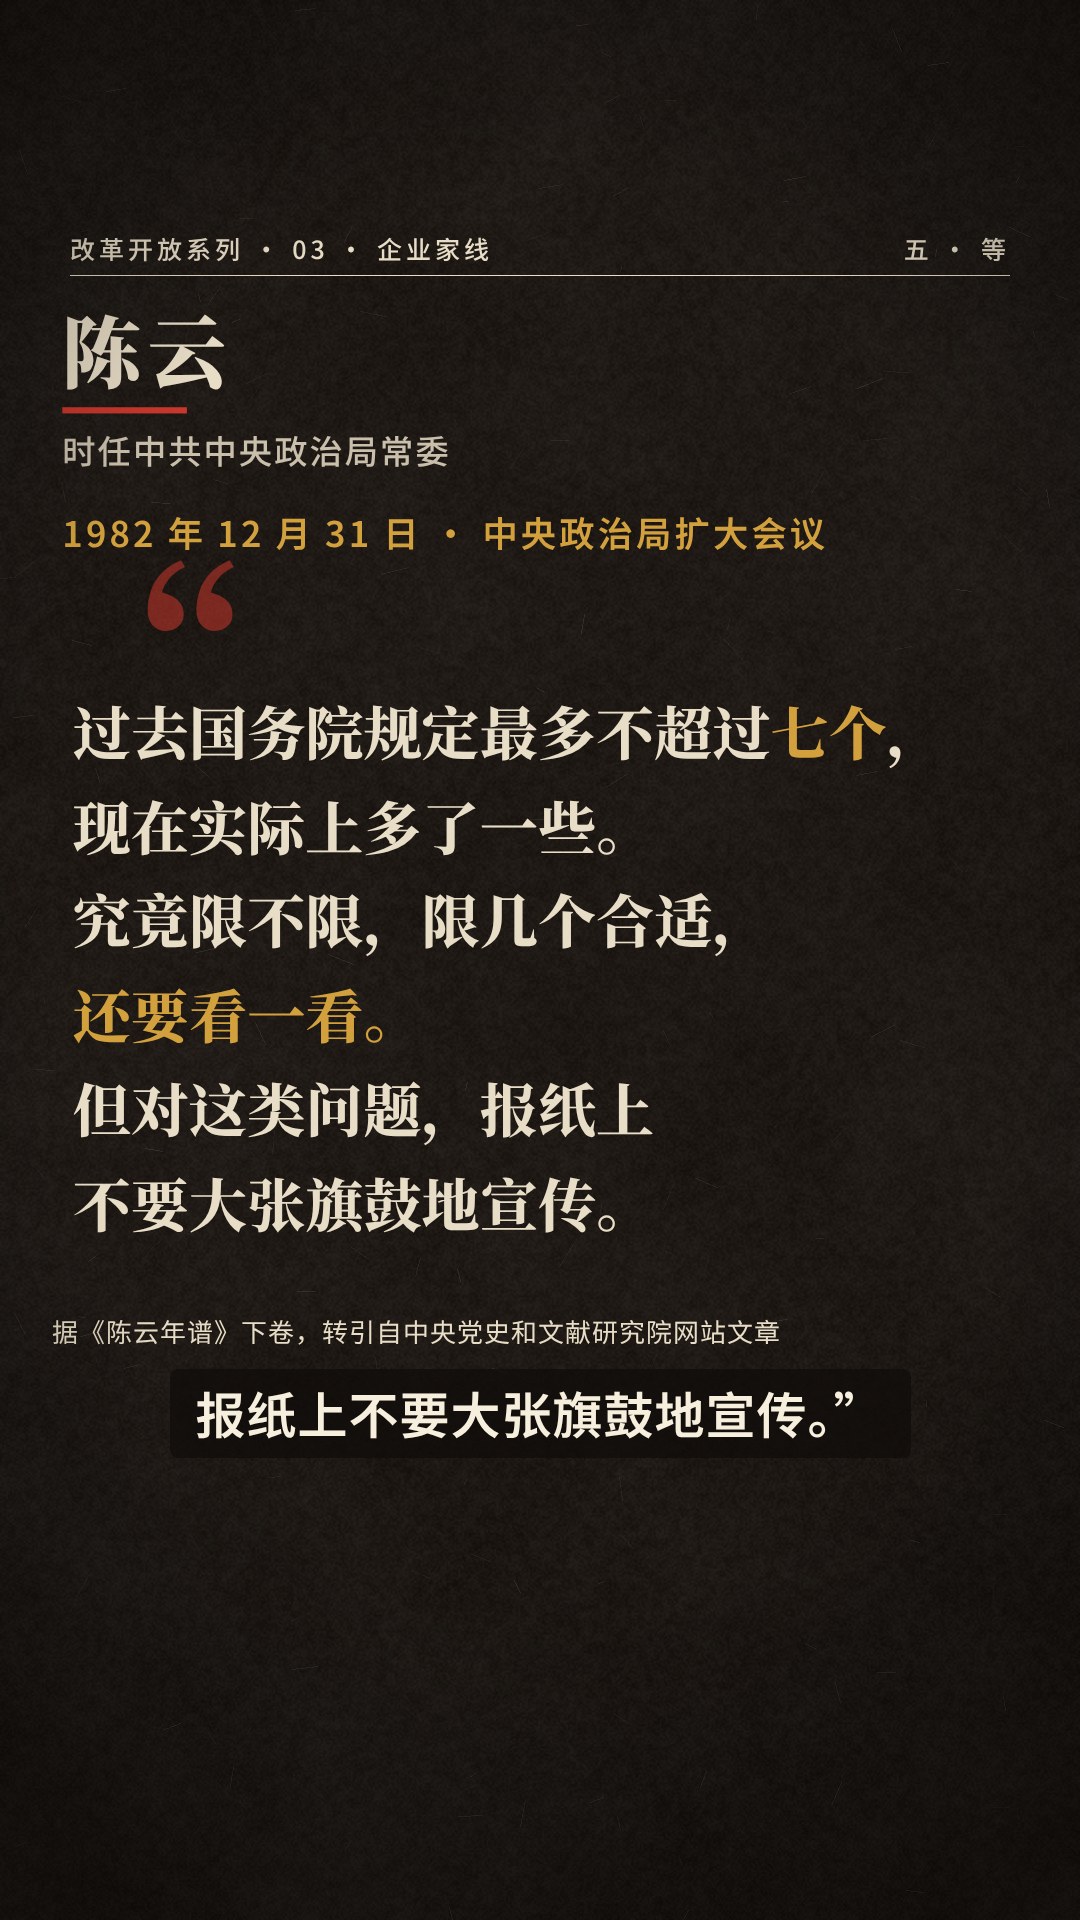 改革开放系列 · 03 · 企业家线
五 · 等
陈云
时任中共中央政治局常委
1982 年 12 月 31 日 · 中央政治局扩大会议
“
过去国务院规定最多不超过七个，
现在实际上多了一些。
究竟限不限，限几个合适，
还要看一看。
但对这类问题，报纸上
不要大张旗鼓地宣传。
据《陈云年谱》下卷，转引自中央党史和文献研究院网站文章
报纸上不要大张旗鼓地宣传。”